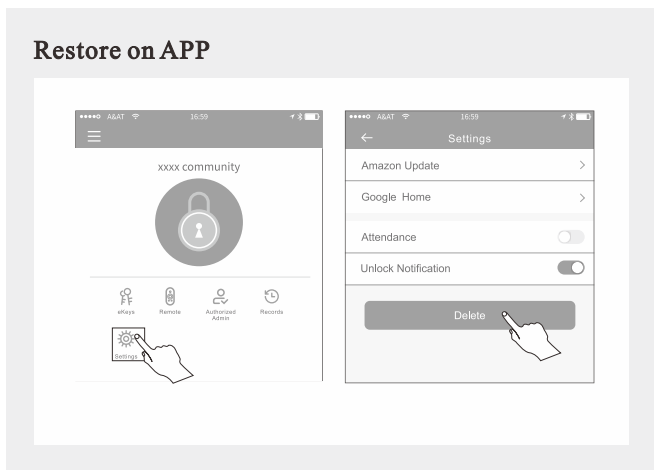 Restore on APP
A&AT 16:59
xxxx community
eKeys Remote Authorized Admin Records
Settings
A&AT 16:59
Settings
Amazon Update
Google Home
Attendance
Unlock Notification
Delete